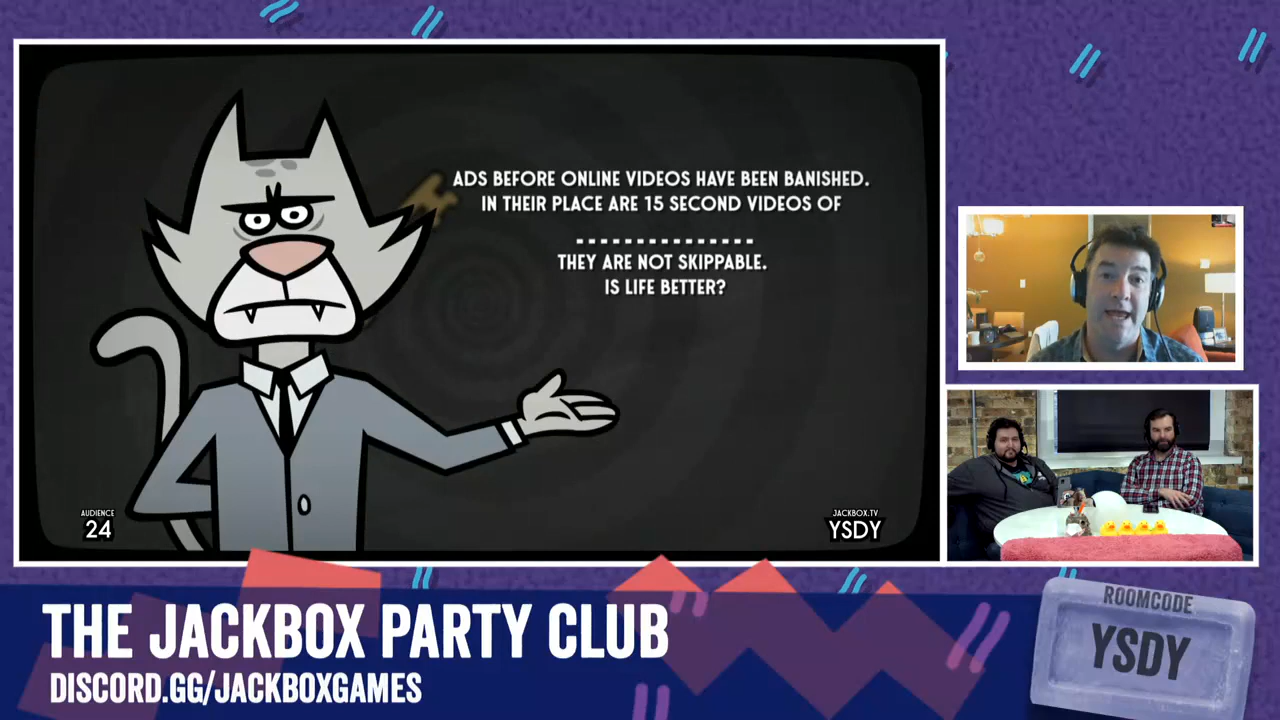 ADS BEFORE ONLINE VIDEOS HAVE BEEN BANISHED.
IN THEIR PLACE ARE 15 SECOND VIDEOS OF
---------------
THEY ARE NOT SKIPPABLE.
IS LIFE BETTER?
AUDIENCE
24
JACKBOX.TV
YSDY
THE JACKBOX PARTY CLUB
DISCORD.GG/JACKBOXGAMES
ROOMCODE
YSDY